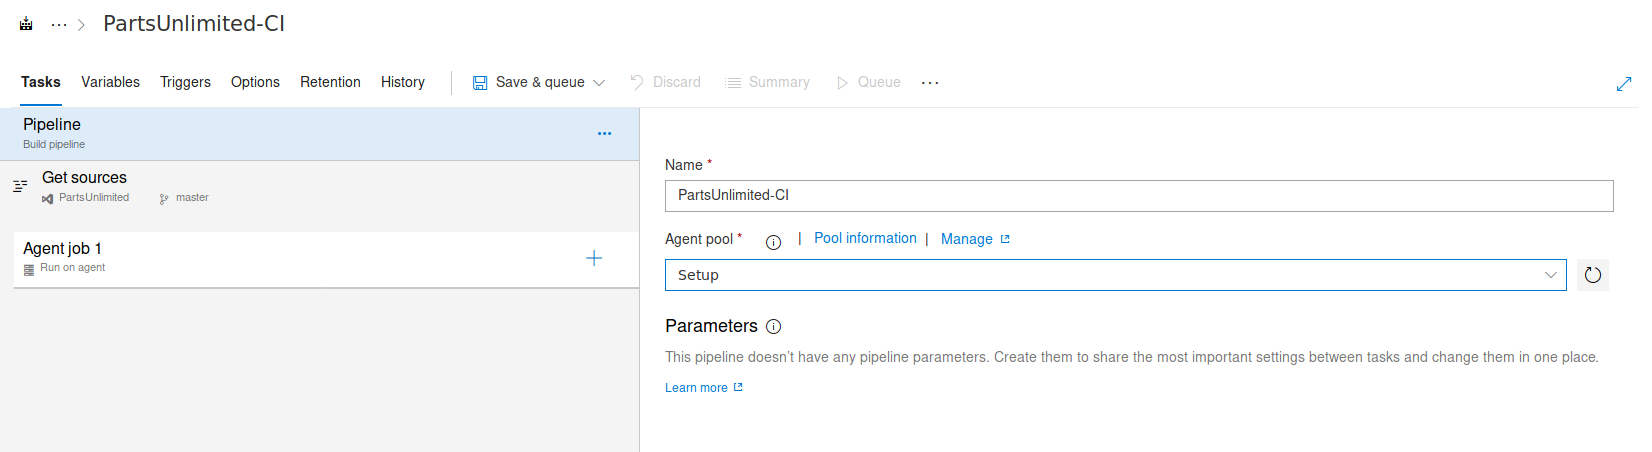 ··· > PartsUnlimited-CI
Tasks Variables Triggers Options Retention History Save & queue Discard Summary Queue ···
Pipeline
Build pipeline
···
Get sources
PartsUnlimited master
Agent job 1
Run on agent
Name *
PartsUnlimited-CI
Agent pool * | Pool information | Manage
Setup
Parameters
This pipeline doesn't have any pipeline parameters. Create them to share the most important settings between tasks and change them in one place.
Learn more